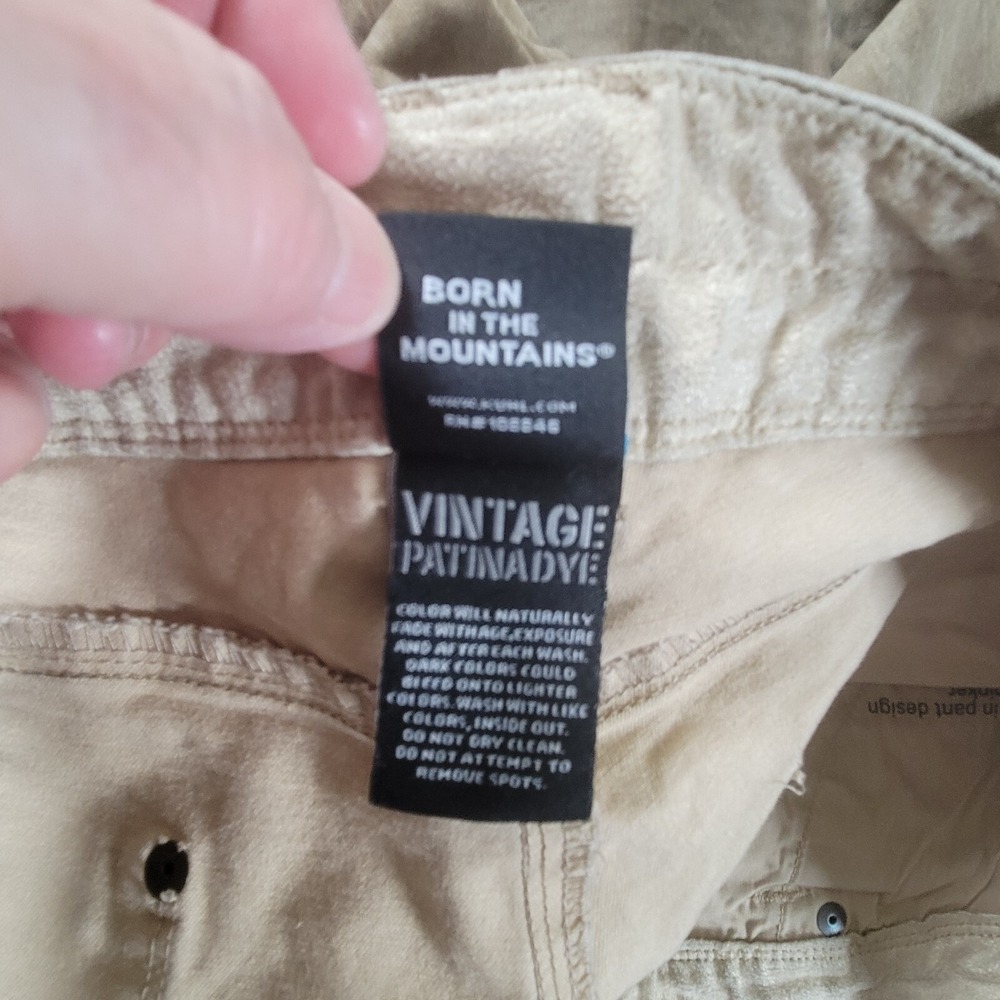 BORN
IN THE
MOUNTAINS®
WWW.KUHL.COM
VINTAGE
PATINADYE
COLOR WILL NATURALLY
FADE WITH AGE, EXPOSURE
AND AFTER EACH WASH.
DARK COLORS COULD
BLEED ONTO LIGHTER
COLORS. WASH WITH LIKE
COLORS, INSIDE OUT.
DO NOT DRY CLEAN.
DO NOT ATTEMPT TO
REMOVE SPOTS.
in pant design